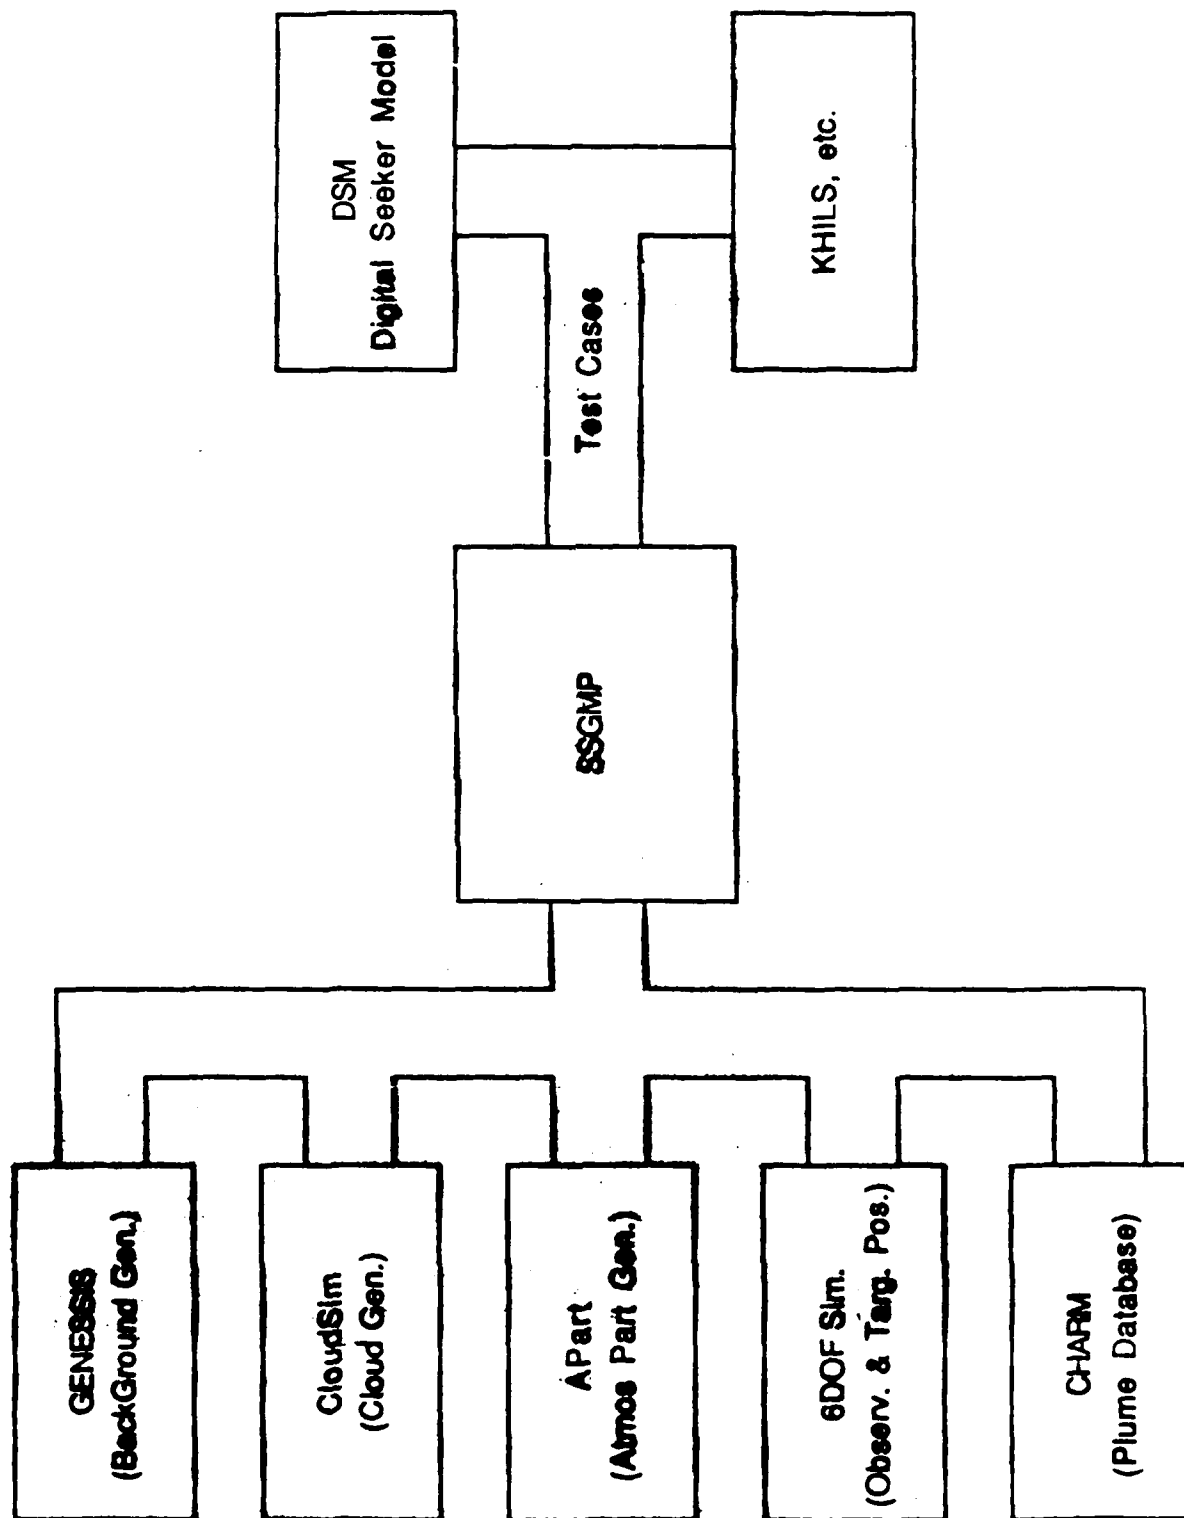 GENESSIS
(BackGround Gen.)
CloudSim
(Cloud Gen.)
APart
(Atmos Part Gen.)
6DOF Sim.
(Observ. & Targ. Pos.)
CHARM
(Plume Database)
SSGMP
Test Cases
DSM
Digital Seeker Model
KHILS, etc.